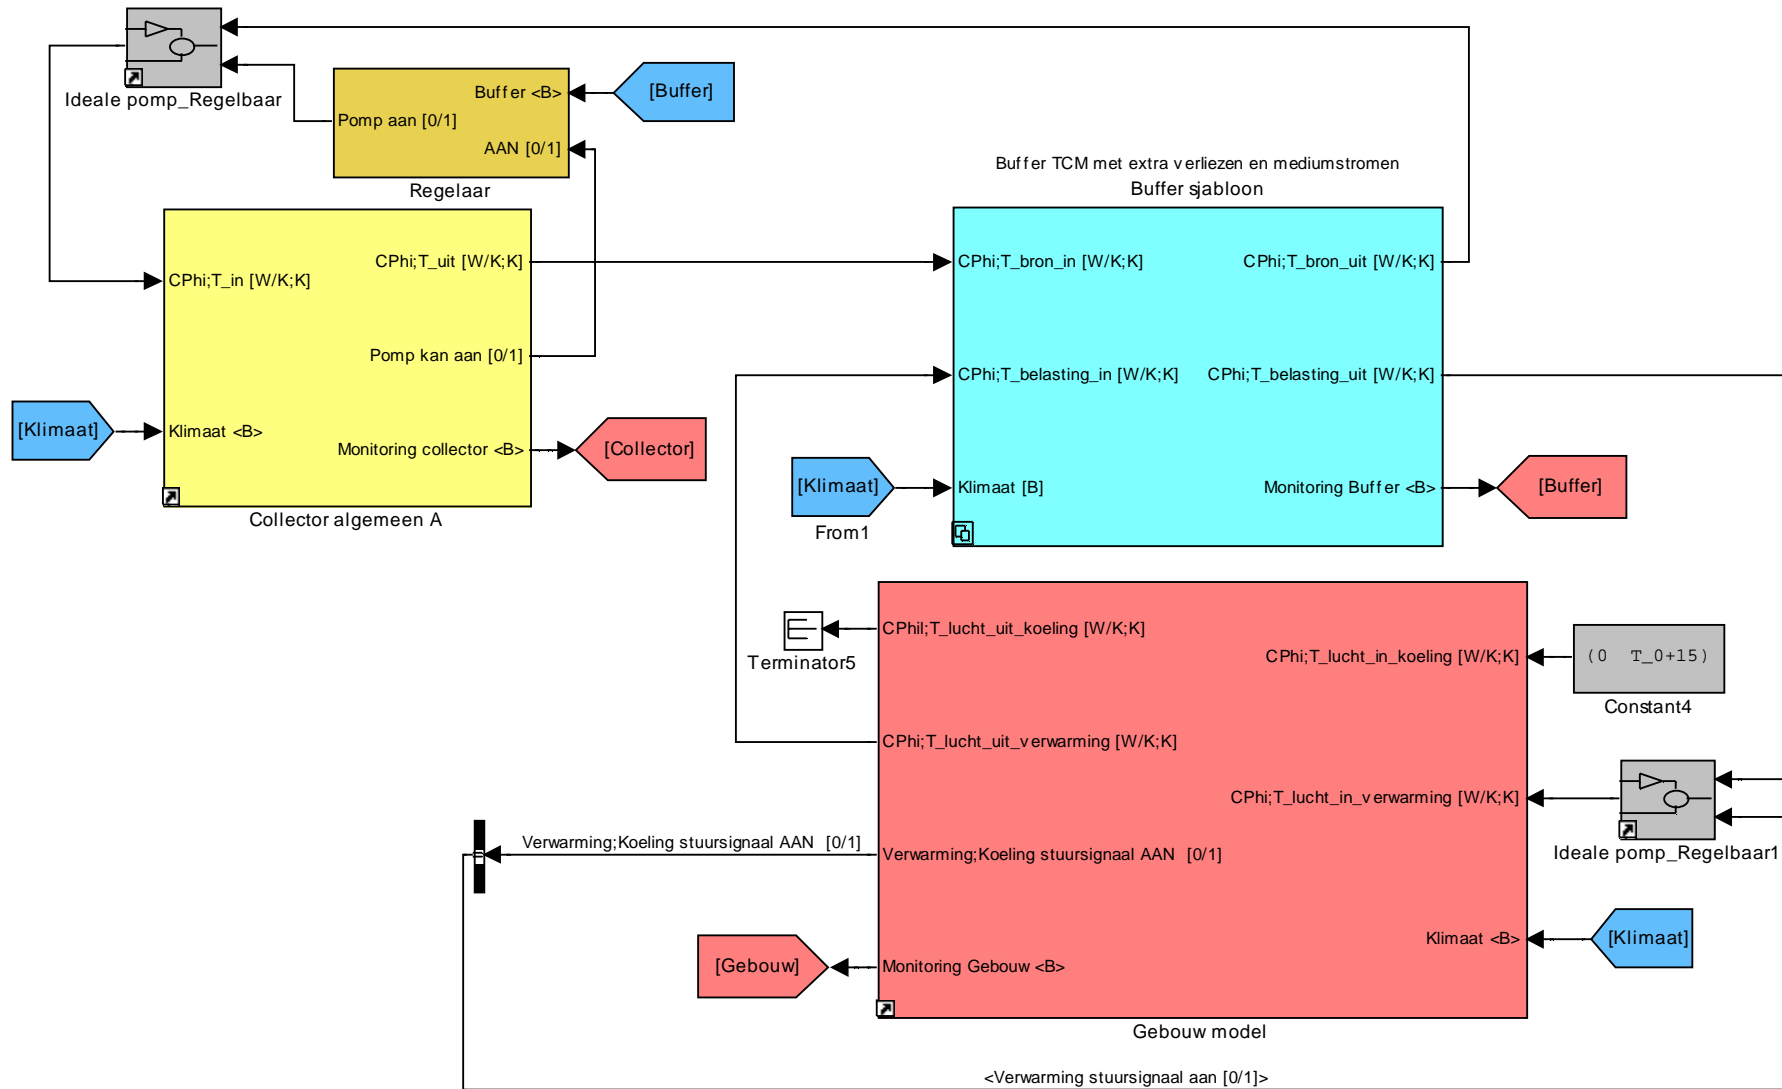 Ideale pomp_Regelbaar
Buffer <B>
[Buffer]
Pomp aan [0/1]
AAN [0/1]
Regelaar
Buffer TCM met extra verliezen en mediumstromen
Buffer sjabloon
CPhi;T_in [W/K;K]
CPhi;T_uit [W/K;K]
Pomp kan aan [0/1]
[Klimaat]
Klimaat <B>
Monitoring collector <B>
[Collector]
Collector algemeen A
CPhi;T_bron_in [W/K;K]
CPhi;T_bron_uit [W/K;K]
CPhi;T_belasting_in [W/K;K]
CPhi;T_belasting_uit [W/K;K]
[Klimaat]
From1
Klimaat [B]
Monitoring Buffer <B>
[Buffer]
Terminator5
CPhil;T_lucht_uit_koeling [W/K;K]
CPhi;T_lucht_in_koeling [W/K;K]
(0 T_0+15)
Constant4
CPhi;T_lucht_uit_verwarming [W/K;K]
CPhi;T_lucht_in_verwarming [W/K;K]
Ideale pomp_Regelbaar1
Verwarming;Koeling stuursignaal AAN [0/1]
Verwarming;Koeling stuursignaal AAN [0/1]
Klimaat <B>
[Klimaat]
[Gebouw]
Monitoring Gebouw <B>
Gebouw model
<Verwarming stuursignaal aan [0/1]>